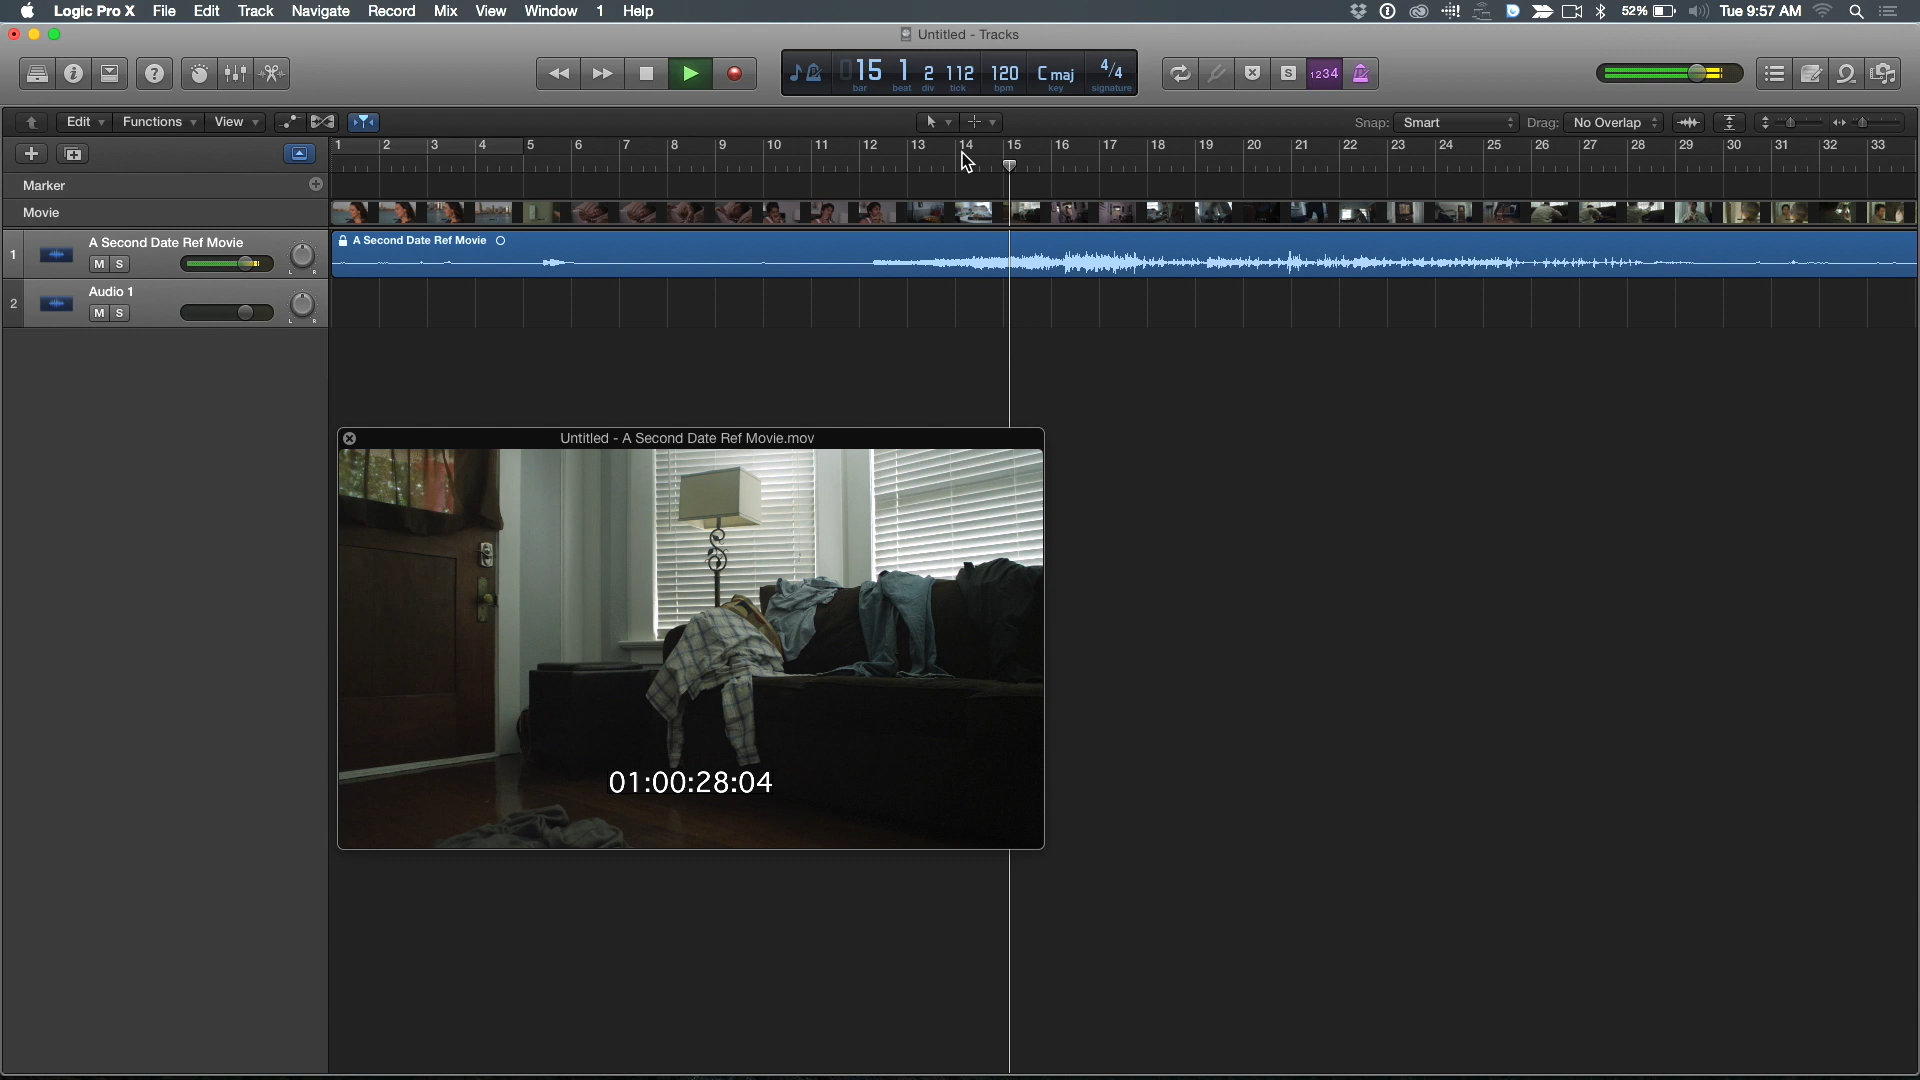 Logic Pro X File Edit Track Navigate Record Mix View Window 1 Help 52% Tue 9:57 AM
Untitled - Tracks
015 1 2 112 120 C maj 4/4
bar beat div tick bpm key signature
S 1234
Edit Functions View Snap: Smart Drag: No Overlap
1 2 3 4 5 6 7 8 9 10 11 12 13 14 15 16 17 18 19 20 21 22 23 24 25 26 27 28 29 30 31 32 33
Marker
Movie
1 A Second Date Ref Movie A Second Date Ref Movie
M S L R
2 Audio 1
M S L R
Untitled - A Second Date Ref Movie.mov
01:00:28:04